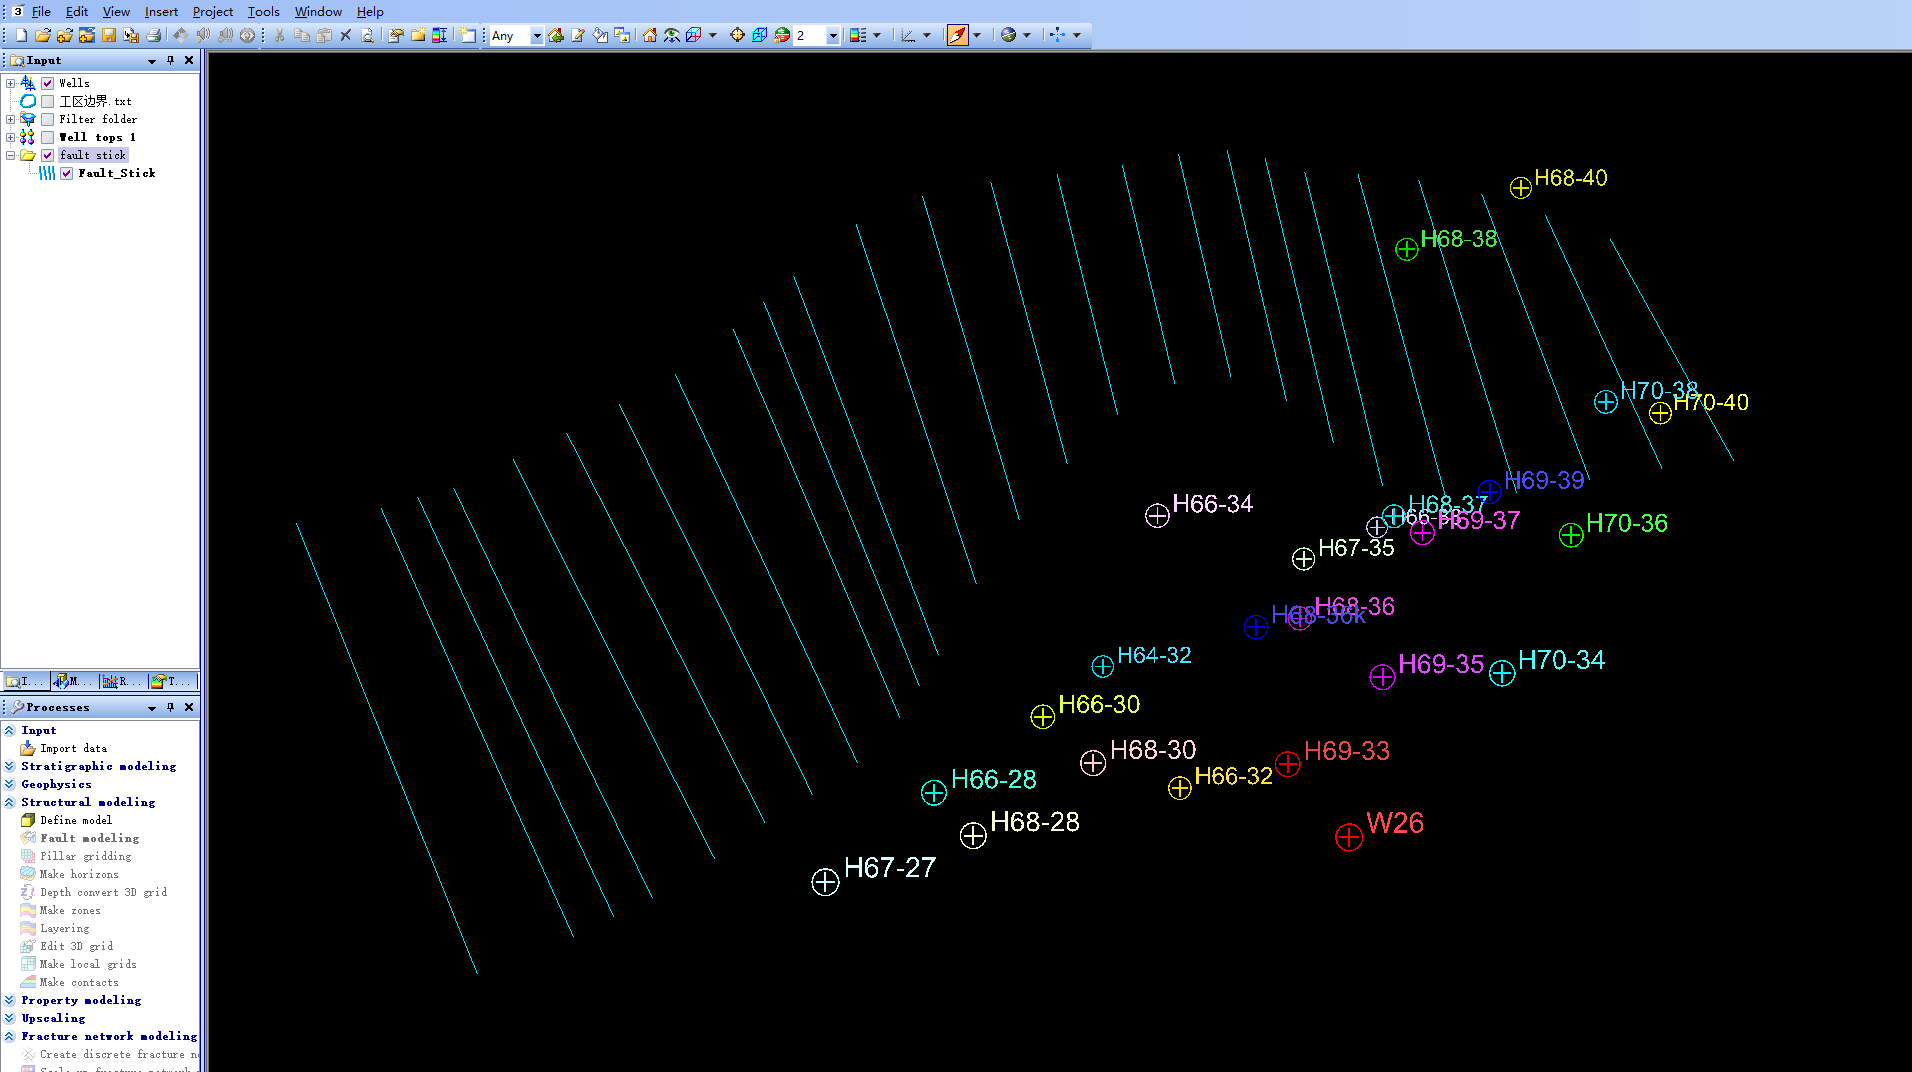 File Edit View Insert Project Tools Window Help
Any 2
Input
Wells
工区边界.txt
Filter folder
Well tops 1
fault stick
Fault_Stick
I... M... R... T...
Processes
Input
Import data
Stratigraphic modeling
Geophysics
Structural modeling
Define model
Fault modeling
Pillar gridding
Make horizons
Depth convert 3D grid
Make zones
Layering
Edit 3D grid
Make local grids
Make contacts
Property modeling
Upscaling
Fracture network modeling
Create discrete fracture n
H68-40
H68-38
H70-38
H70-40
H69-39
H66-34
H68-37
H69-37
H70-36
H67-35
H68-36
H68-36k
H64-32
H69-35
H70-34
H66-30
H68-30
H69-33
H66-28
H66-32
H68-28
W26
H67-27